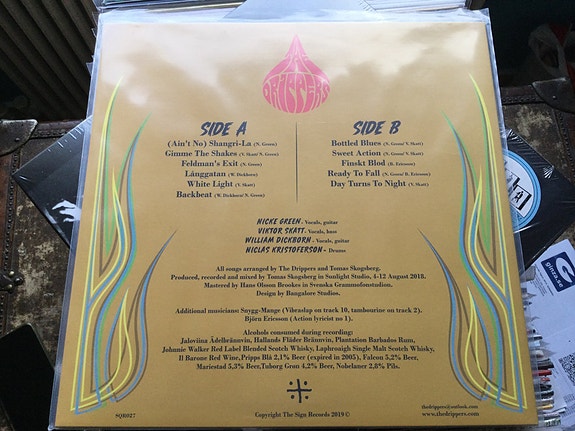 THE
DRIPPERS
SIDE A
(Ain't No) Shangri-La (N. Green)
Gimme The Shakes (V. Skatt/ N. Green)
Feldman's Exit (N. Green)
Långgatan (W. Dickborn)
White Light (V. Skatt)
Backbeat (W. Dickborn/ N. Green)
SIDE B
Bottled Blues (N. Green/ V. Skatt)
Sweet Action (N. Green/ V. Skatt)
Finskt Blod (B. Ericsson)
Ready To Fall (N. Green/ B. Ericsson)
Day Turns To Night (V. Skatt)
NICKE GREEN - Vocals, guitar
VIKTOR SKATT - Vocals, bass
WILLIAM DICKBORN - Vocals, guitar
NICLAS KRISTOFERSON - Drums
All songs arranged by The Drippers and Tomas Skogsberg.
Produced, recorded and mixed by Tomas Skogsberg in Sunlight Studio, 4-12 August 2018.
Mastered by Hans Olsson Brookes in Svenska Grammofonstudion.
Design by Bangalore Studios.
Additional musicians: Snygg-Mange (Vibraslap on track 10, tambourine on track 2).
Björn Ericsson (Action lyricist no 1).
Alcohols consumed during recording:
Jaloviina Ädelbrännvin, Hallands Fläder Brännvin, Plantation Barbados Rum,
Johnnie Walker Red Label Blended Scotch Whisky, Laphroaigh Single Malt Scotch Whisky,
Il Barone Red Wine, Pripps Blå 2,1% Beer (expired in 2005), Falcon 5,2% Beer,
Mariestad 5,3% Beer, Tuborg Grøn 4,2% Beer, Nobelaner 2,8% Pils.
SQR027
Copyright The Sign Records 2019 ©
thedrippers@outlook.com
www.thedrippers.com
ginza.se